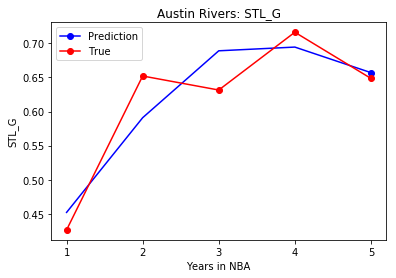 Austin Rivers: STL_G
Prediction
True
0.70
0.65
0.60
0.55
0.50
0.45
STL_G
1 2 3 4 5
Years in NBA